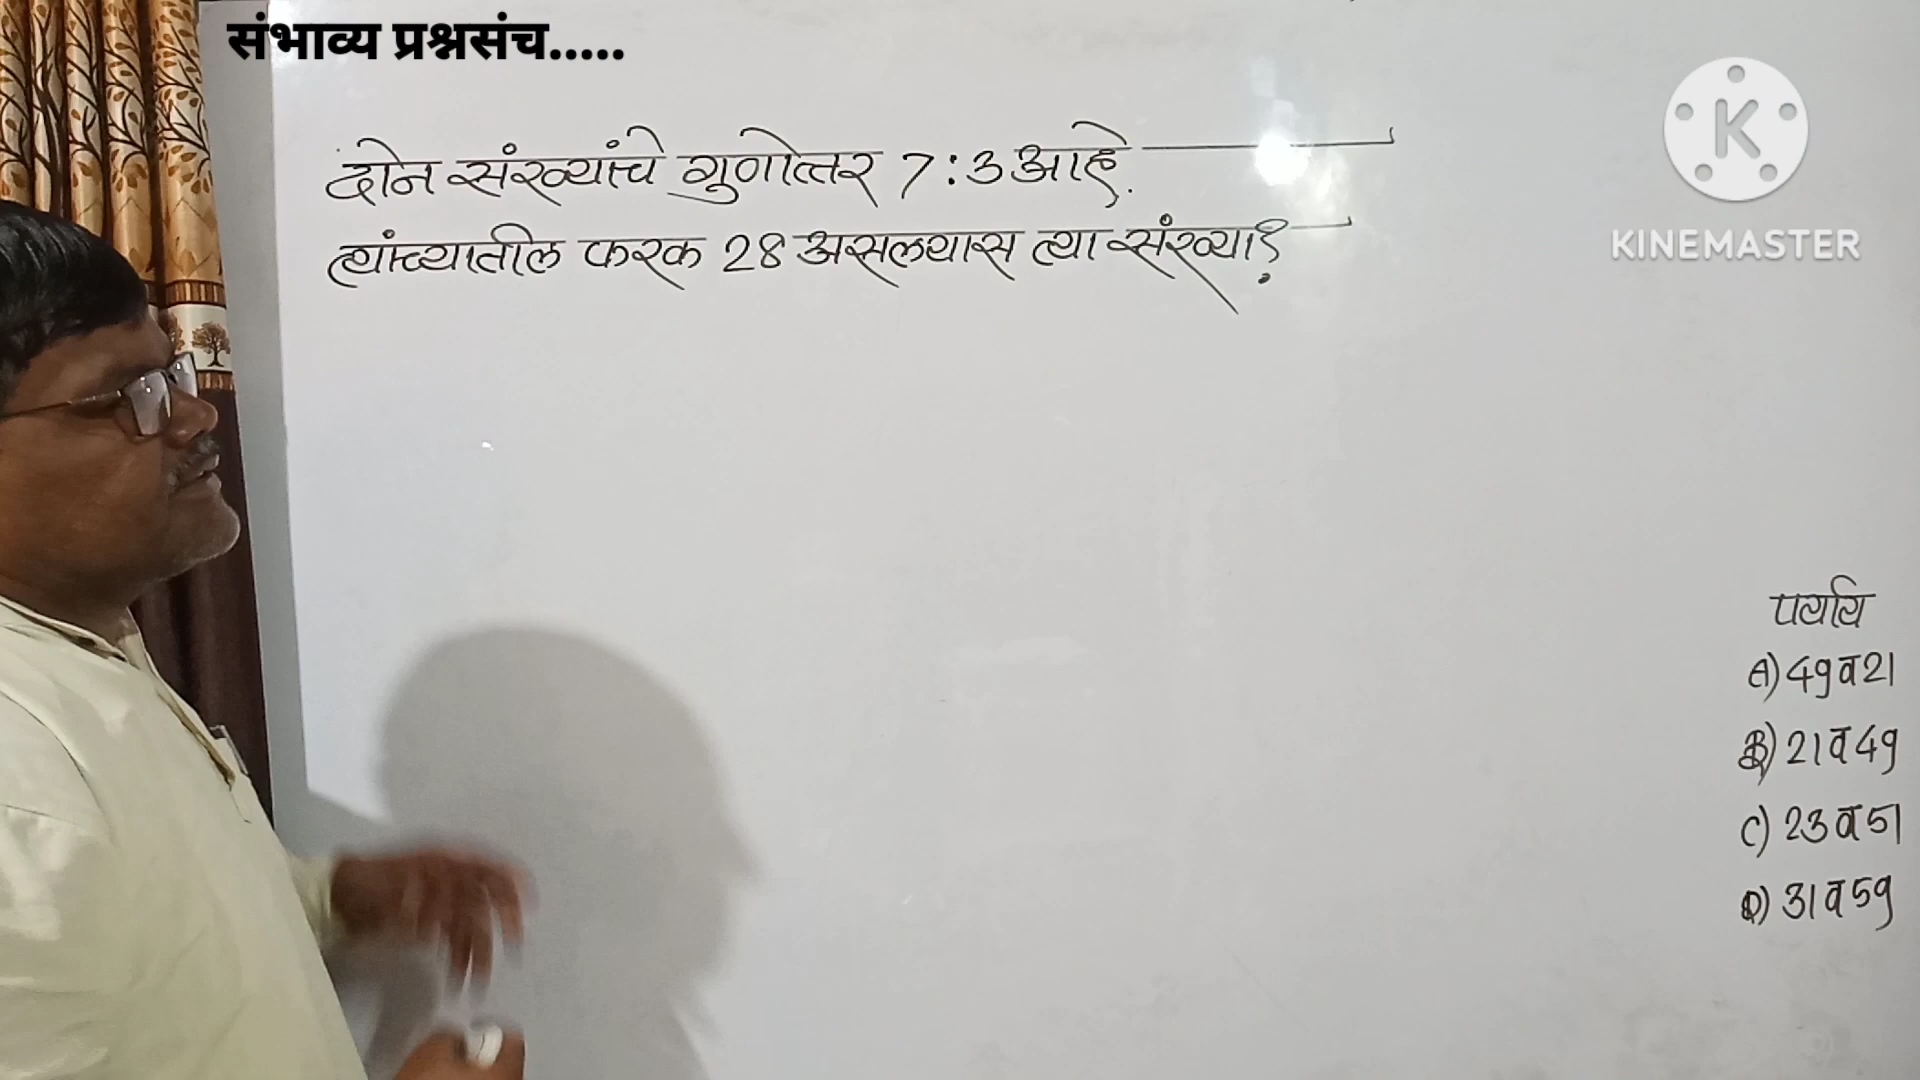 संभाव्य प्रश्नसंच.....
दोन संख्यांचे गुणोत्तर 7:3 आहे.
त्यांच्यातील फरक 28 असल्यास त्या संख्या?
KINEMASTER
पर्याय
A) 49 व 21
B) 21 व 49
C) 23 व 51
D) 31 व 59